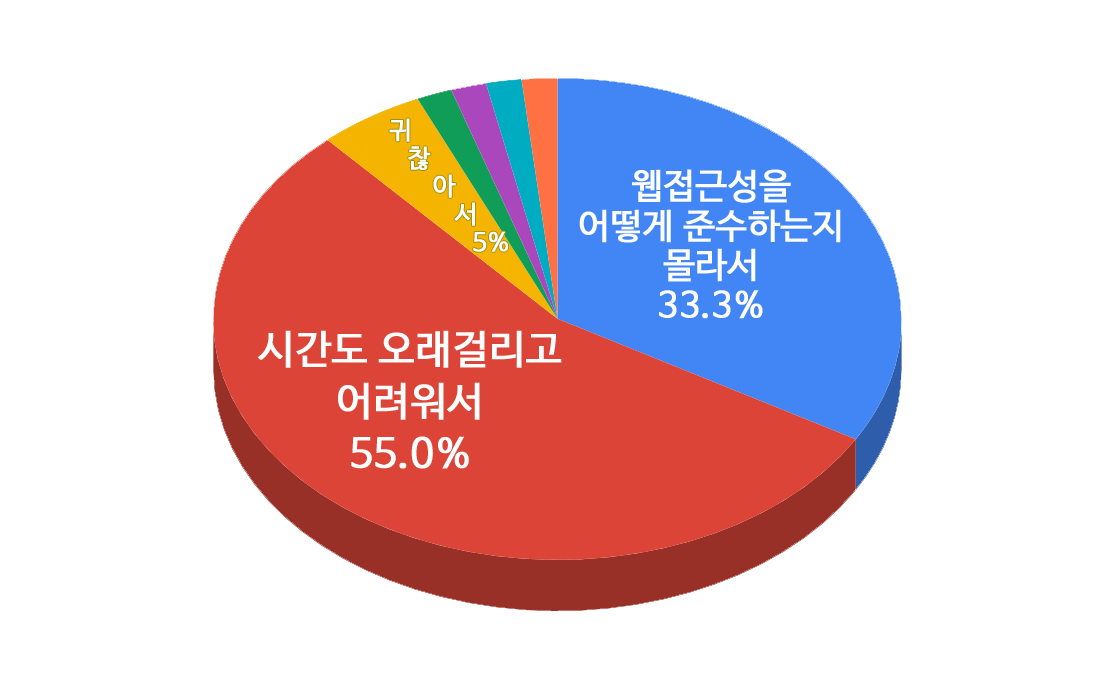 웹접근성을
어떻게 준수하는지
몰라서
33.3%
시간도 오래걸리고
어려워서
55.0%
귀찮아서
5%